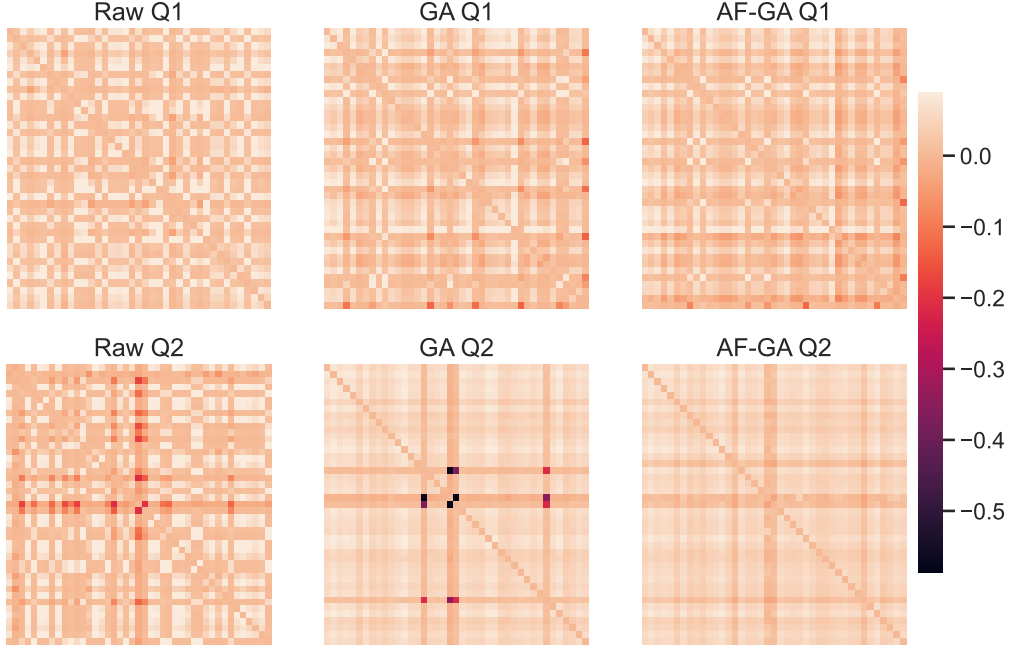 Raw Q1
GA Q1
AF-GA Q1
0.0
−0.1
−0.2
−0.3
−0.4
−0.5
Raw Q2
GA Q2
AF-GA Q2